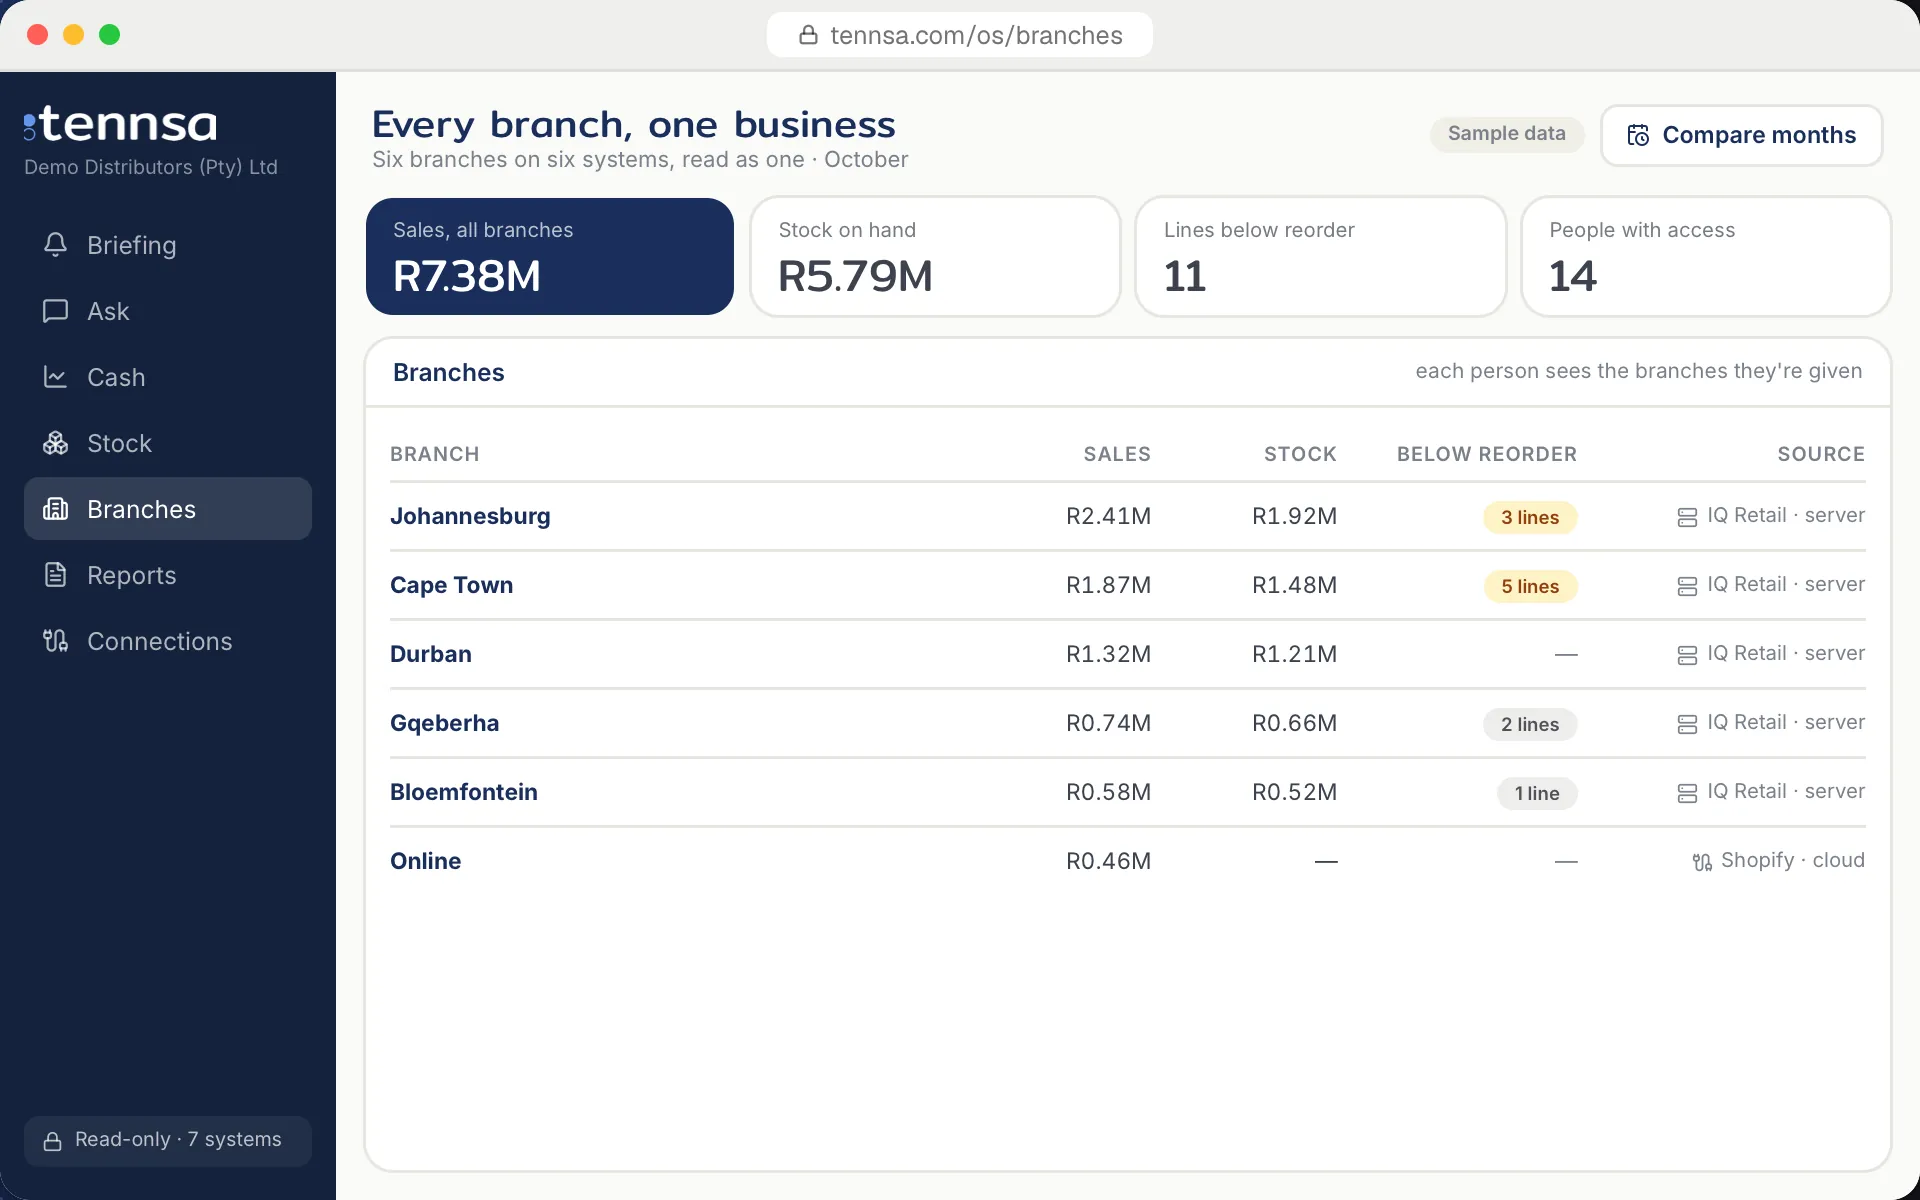 tennsa.com/os/branches
tennsa
Demo Distributors (Pty) Ltd
Briefing
Ask
Cash
Stock
Branches
Reports
Connections
Read-only · 7 systems
Every branch, one business
Six branches on six systems, read as one · October
Sample data
Compare months
Sales, all branches
R7.38M
Stock on hand
R5.79M
Lines below reorder
11
People with access
14
Branches
each person sees the branches they're given
BRANCH SALES STOCK BELOW REORDER SOURCE
Johannesburg R2.41M R1.92M 3 lines IQ Retail · server
Cape Town R1.87M R1.48M 5 lines IQ Retail · server
Durban R1.32M R1.21M — IQ Retail · server
Gqeberha R0.74M R0.66M 2 lines IQ Retail · server
Bloemfontein R0.58M R0.52M 1 line IQ Retail · server
Online R0.46M — — Shopify · cloud